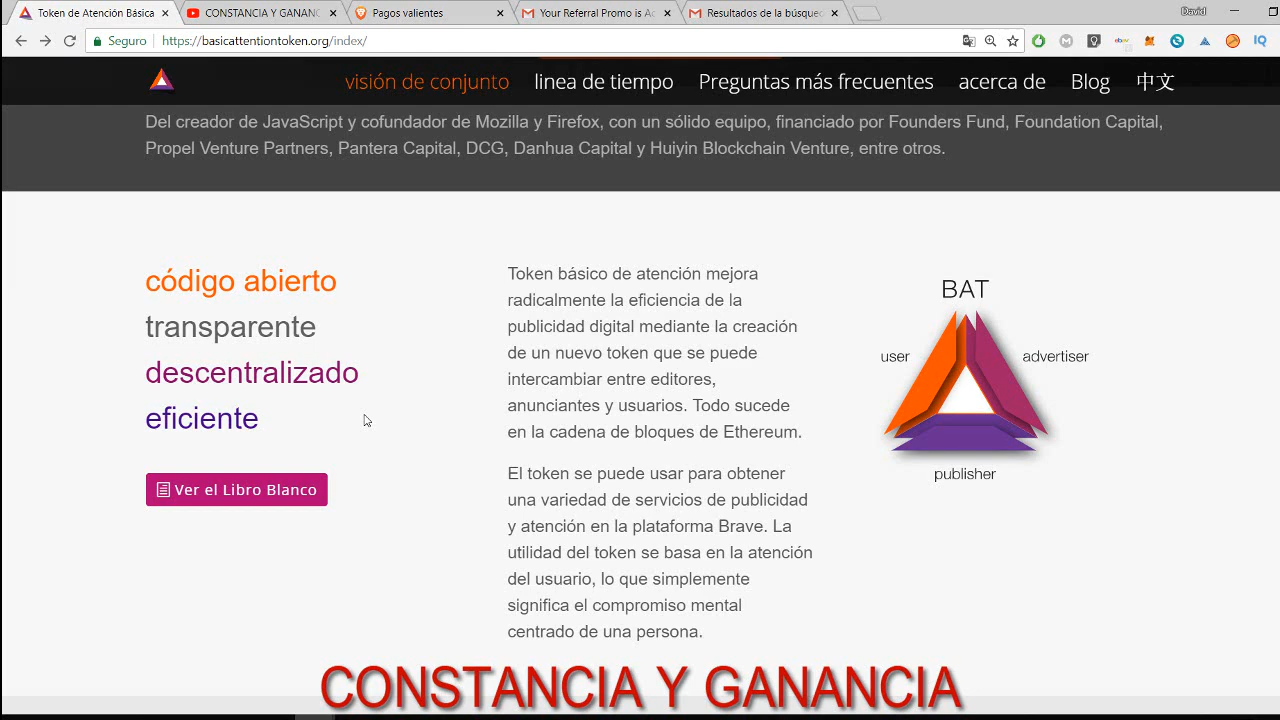 Token de Atención Básica
CONSTANCIA Y GANANC
Pagos valientes
Your Referral Promo is Ac
Resultados de la búsqued
David
Seguro
https://basicattentiontoken.org/index/
visión de conjunto
linea de tiempo
Preguntas más frecuentes
acerca de
Blog
中文
Del creador de JavaScript y cofundador de Mozilla y Firefox, con un sólido equipo, financiado por Founders Fund, Foundation Capital,
Propel Venture Partners, Pantera Capital, DCG, Danhua Capital y Huiyin Blockchain Venture, entre otros.
código abierto
transparente
descentralizado
eficiente
Ver el Libro Blanco
Token básico de atención mejora
radicalmente la eficiencia de la
publicidad digital mediante la creación
de un nuevo token que se puede
intercambiar entre editores,
anunciantes y usuarios. Todo sucede
en la cadena de bloques de Ethereum.
El token se puede usar para obtener
una variedad de servicios de publicidad
y atención en la plataforma Brave. La
utilidad del token se basa en la atención
del usuario, lo que simplemente
significa el compromiso mental
centrado de una persona.
BAT
user
advertiser
publisher
CONSTANCIA Y GANANCIA